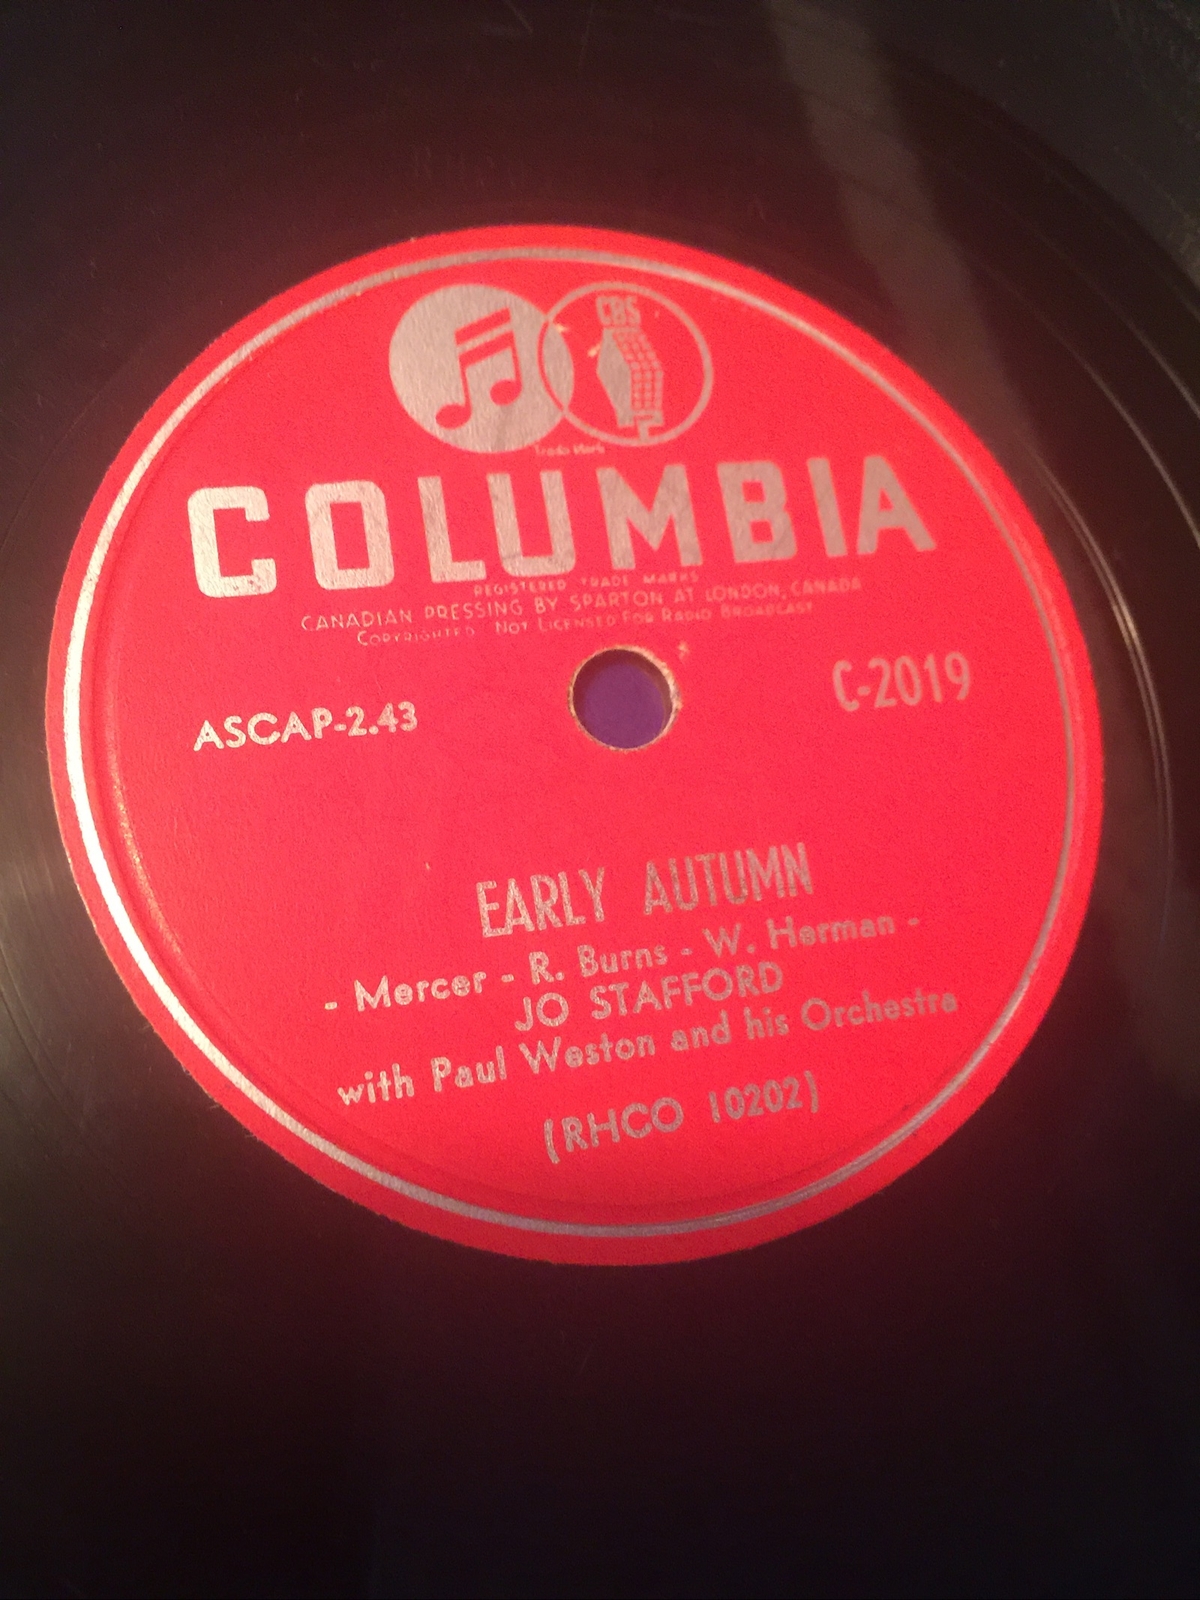 CBS
Trade Mark
COLUMBIA
REGISTERED TRADE MARKS
CANADIAN PRESSING BY SPARTON AT LONDON, CANADA
COPYRIGHTED NOT LICENSED FOR RADIO BROADCAST
C-2019
ASCAP-2.43
EARLY AUTUMN
- Mercer - R. Burns - W. Herman -
JO STAFFORD
with Paul Weston and his Orchestra
(RHCO 10202)